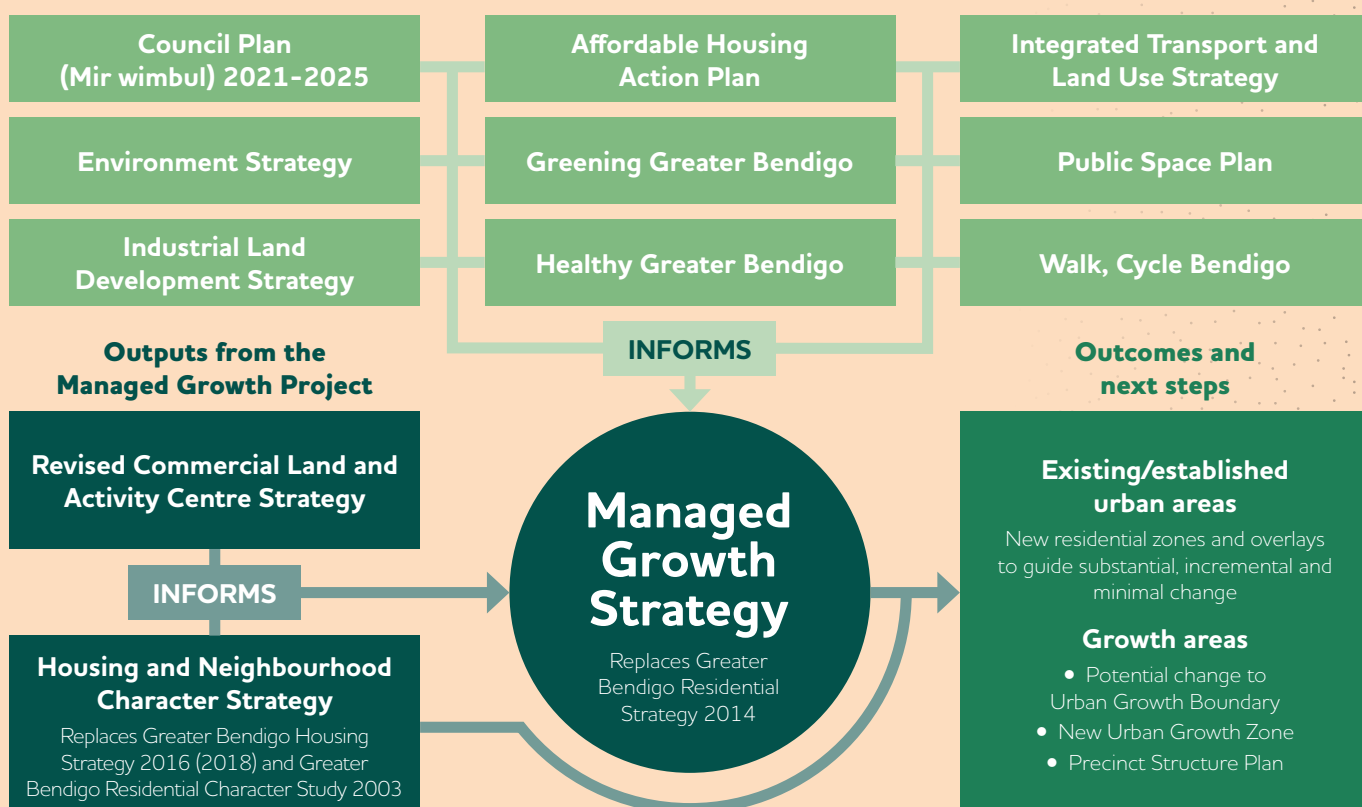 Council Plan
(Mir wimbul) 2021-2025
Affordable Housing
Action Plan
Integrated Transport and
Land Use Strategy
Environment Strategy
Greening Greater Bendigo
Public Space Plan
Industrial Land
Development Strategy
Healthy Greater Bendigo
Walk, Cycle Bendigo
INFORMS
Outputs from the
Managed Growth Project
Revised Commercial Land and
Activity Centre Strategy
INFORMS
Housing and Neighbourhood
Character Strategy
Replaces Greater Bendigo Housing
Strategy 2016 (2018) and Greater
Bendigo Residential Character Study 2003
Managed
Growth
Strategy
Replaces Greater
Bendigo Residential
Strategy 2014
Outcomes and
next steps
Existing/established
urban areas
New residential zones and overlays
to guide substantial, incremental and
minimal change
Growth areas
• Potential change to
Urban Growth Boundary
• New Urban Growth Zone
• Precinct Structure Plan